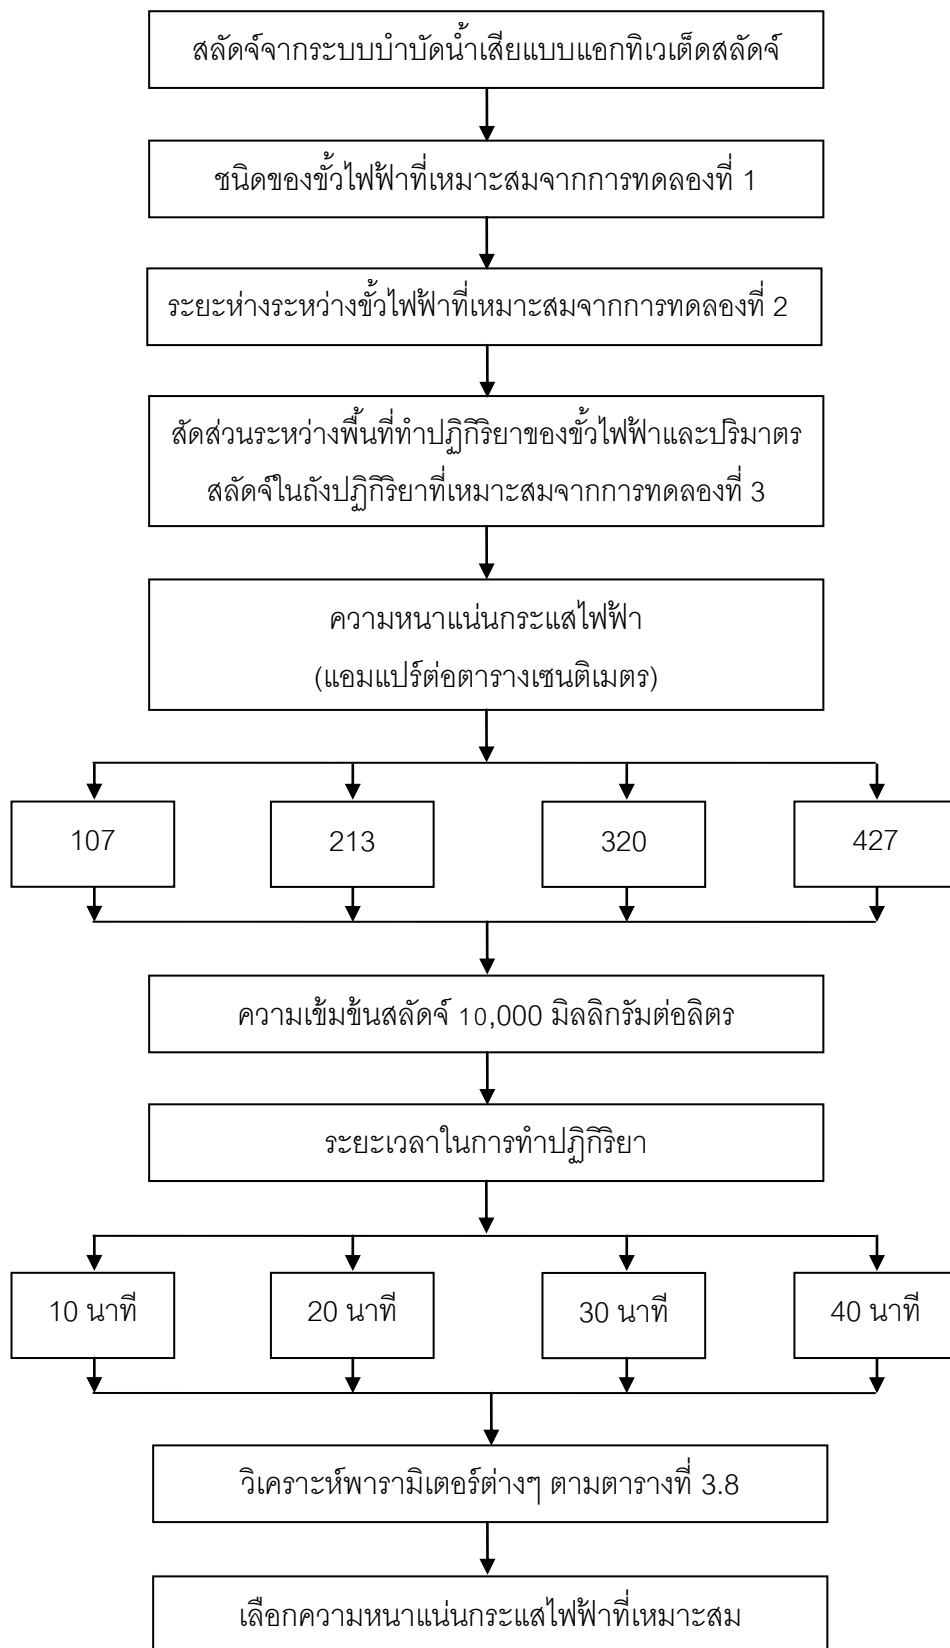 สลัดจ์จากระบบบำบัดน้ำเสียแบบแอกทิเวเต็ดสลัดจ์
ชนิดของขั้วไฟฟ้าที่เหมาะสมจากการทดลองที่ 1
ระยะห่างระหว่างขั้วไฟฟ้าที่เหมาะสมจากการทดลองที่ 2
สัดส่วนระหว่างพื้นที่ทำปฏิกิริยาของขั้วไฟฟ้าและปริมาตร
สลัดจ์ในถังปฏิกิริยาที่เหมาะสมจากการทดลองที่ 3
ความหนาแน่นกระแสไฟฟ้า
(แอมแปร์ต่อตารางเซนติเมตร)
107 213 320 427
ความเข้มข้นสลัดจ์ 10,000 มิลลิกรัมต่อลิตร
ระยะเวลาในการทำปฏิกิริยา
10 นาที 20 นาที 30 นาที 40 นาที
วิเคราะห์พารามิเตอร์ต่างๆ ตามตารางที่ 3.8
เลือกความหนาแน่นกระแสไฟฟ้าที่เหมาะสม